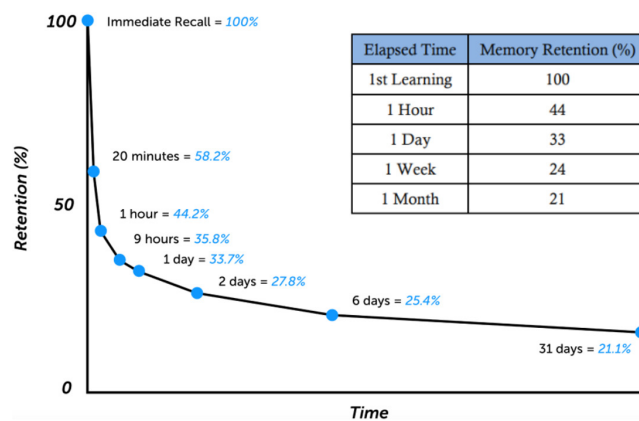 100%
Immediate Recall = 100%
Elapsed Time Memory Retention (%)
1st Learning 100
1 Hour 44
1 Day 33
1 Week 24
1 Month 21
20 minutes = 58.2%
Retention (%)
50
1 hour = 44.2%
9 hours = 35.8%
1 day = 33.7%
2 days = 27.8%
6 days = 25.4%
31 days = 21.1%
0
Time